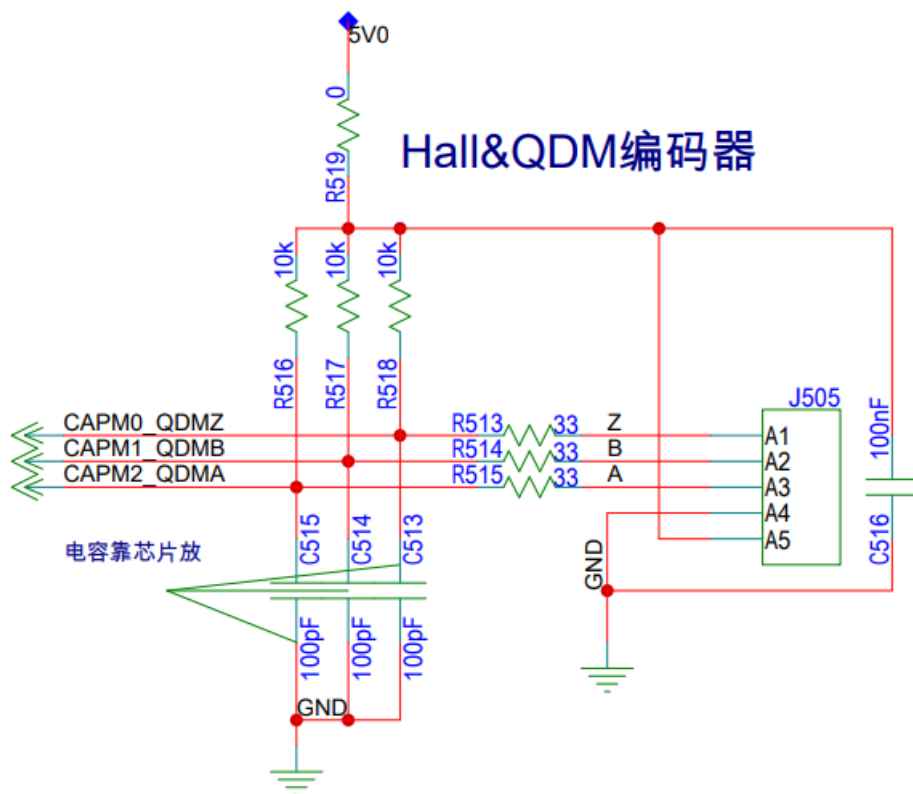 5V0
0
R519
Hall&QDM编码器
10k
10k
10k
R516
R517
R518
J505
100nF
C516
CAPM0_QDMZ
R513
33
Z
A1
CAPM1_QDMB
R514
33
B
A2
CAPM2_QDMA
R515
33
A
A3
A4
A5
GND
电容靠芯片放
C515
C514
C513
100pF
100pF
100pF
GND